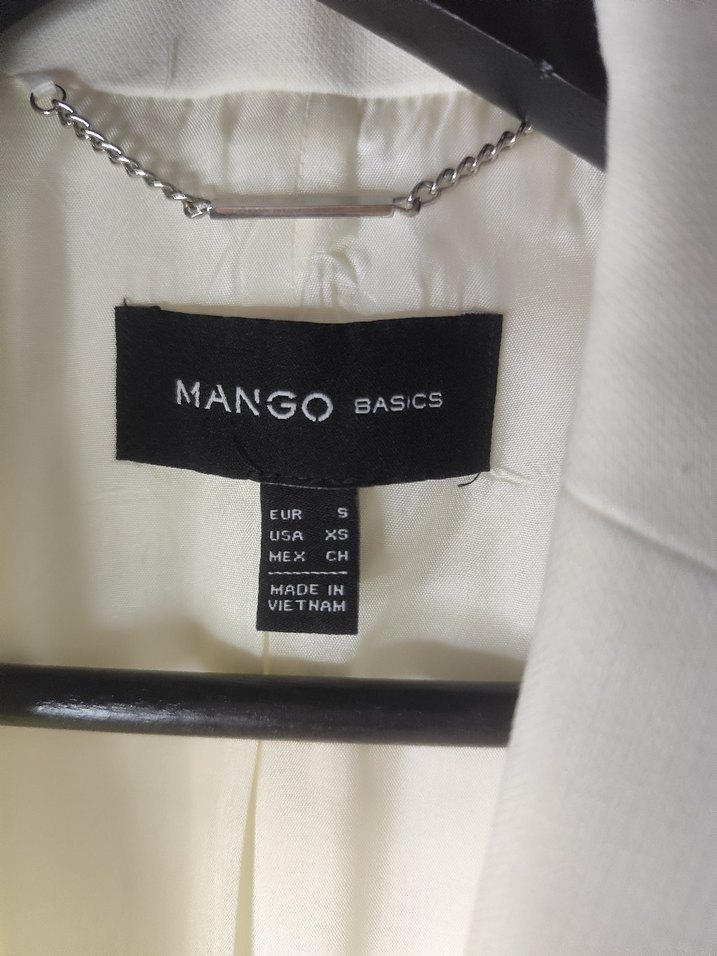 MANGO BASICS
EUR S
USA XS
MEX CH
MADE IN
VIETNAM